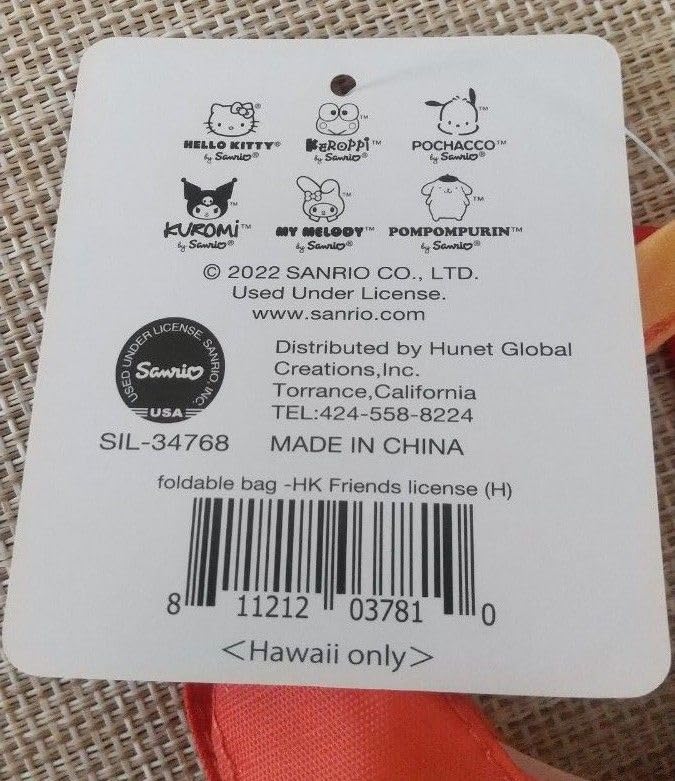 HELLO KITTY® KEROPPI™ POCHACCO™
by Sanrio® by Sanrio® by Sanrio®
KUROMI™ MY MELODY™ POMPOMPURIN™
by Sanrio® by Sanrio® by Sanrio®
© 2022 SANRIO CO., LTD.
Used Under License.
www.sanrio.com
USED UNDER LICENSE SANRIO, INC.
Sanrio
USA
Distributed by Hunet Global
Creations,Inc.
Torrance,California
TEL:424-558-8224
SIL-34768 MADE IN CHINA
foldable bag -HK Friends license (H)
8 11212 03781 0
<Hawaii only>